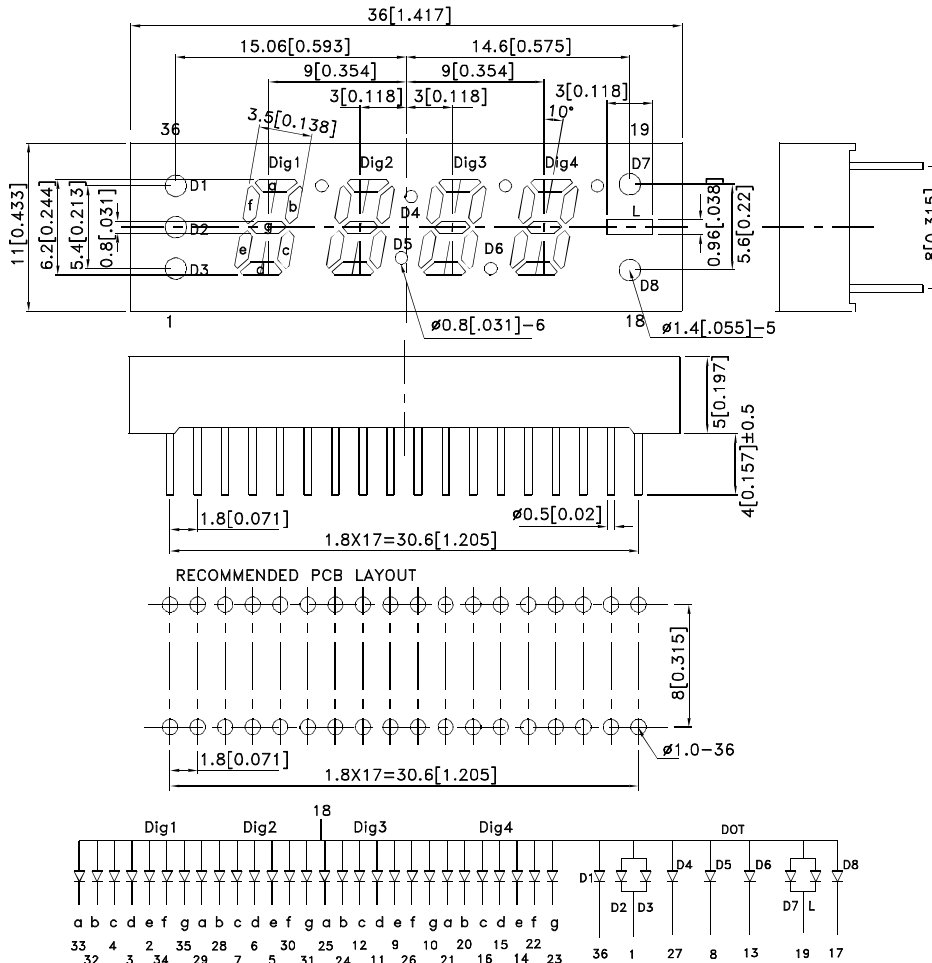 36[1.417]
15.06[0.593]
14.6[0.575]
9[0.354]
9[0.354]
3[0.118]
3[0.118]
3[0.118]
3.5[0.138]
10°
36
19
Dig1
Dig2
Dig3
Dig4
D7
D1
a
f
b
D4
L
D2
g
D5
D6
e
c
D3
d
D8
11[0.433]
6.2[0.244]
5.4[0.213]
0.8[.031]
0.96[.038]
5.6[0.22]
8[0.315]
1
18
ø0.8[.031]-6
ø1.4[.055]-5
5[0.197]
4[0.157]±0.5
1.8[0.071]
ø0.5[0.02]
1.8X17=30.6[1.205]
RECOMMENDED PCB LAYOUT
8[0.315]
1.8[0.071]
ø1.0-36
1.8X17=30.6[1.205]
18
Dig1 Dig2 Dig3 Dig4 DOT
D1 D4 D5 D6 D8
D2 D3 D7 L
a b c d e f g a b c d e f g a b c d e f g a b c d e f g
33 4 2 35 28 6 30 25 12 9 10 20 15 22 36 1 27 8 13 19 17
32 3 34 29 7 5 31 24 11 26 21 16 14 23